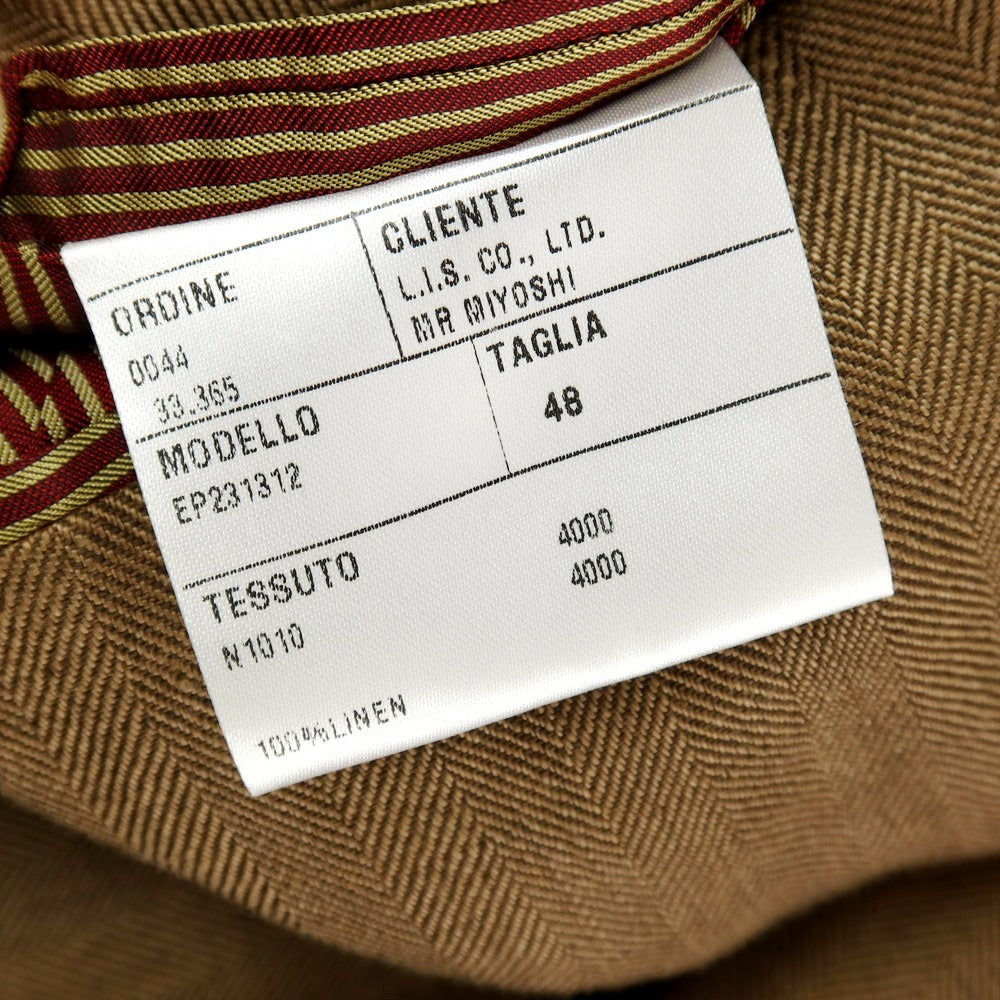 ORDINE
0044
33.365
CLIENTE
L.I.S. CO., LTD.
MR MIYOSHI
MODELLO
EP231312
TAGLIA
48
TESSUTO
N1010
4000
4000
100%LINEN